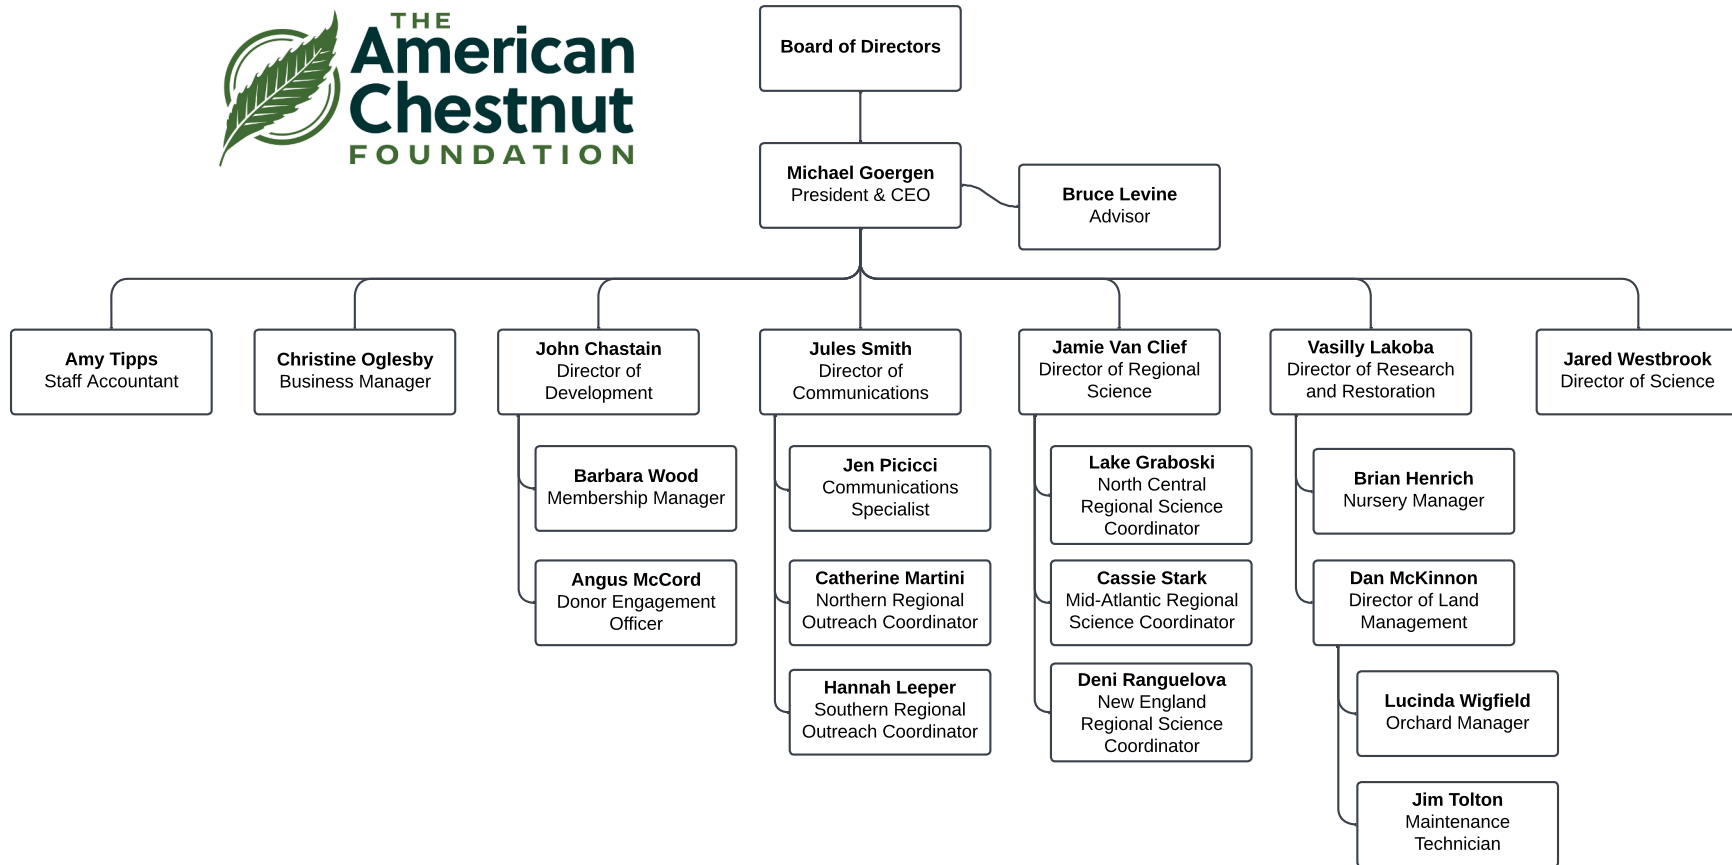 THE
American
Chestnut
FOUNDATION
Board of Directors
Michael Goergen
President & CEO
Bruce Levine
Advisor
Amy Tipps
Staff Accountant
Christine Oglesby
Business Manager
John Chastain
Director of
Development
Jules Smith
Director of
Communications
Jamie Van Clief
Director of Regional
Science
Vasilly Lakoba
Director of Research
and Restoration
Jared Westbrook
Director of Science
Barbara Wood
Membership Manager
Angus McCord
Donor Engagement
Officer
Jen Picicci
Communications
Specialist
Catherine Martini
Northern Regional
Outreach Coordinator
Hannah Leeper
Southern Regional
Outreach Coordinator
Lake Graboski
North Central
Regional Science
Coordinator
Cassie Stark
Mid-Atlantic Regional
Science Coordinator
Deni Ranguelova
New England
Regional Science
Coordinator
Brian Henrich
Nursery Manager
Dan McKinnon
Director of Land
Management
Lucinda Wigfield
Orchard Manager
Jim Tolton
Maintenance
Technician